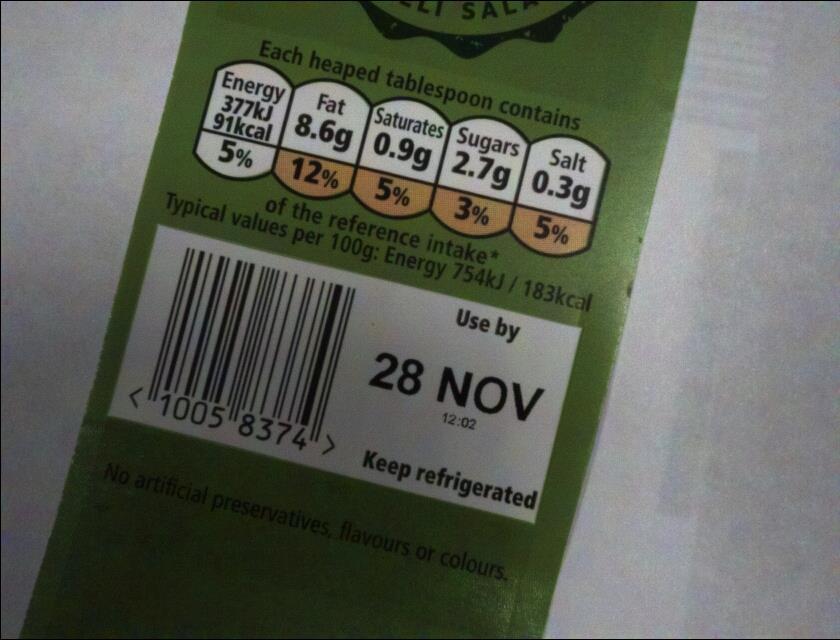 Each heaped tablespoon contains
Energy
377kJ
91kcal
5%
Fat
8.6g
12%
Saturates
0.9g
5%
Sugars
2.7g
3%
Salt
0.3g
5%
of the reference intake*
Typical values per 100g: Energy 754kJ / 183kcal
Use by
28 NOV
12:02
Keep refrigerated
< 1005 8374 >
No artificial preservatives, flavours or colours.